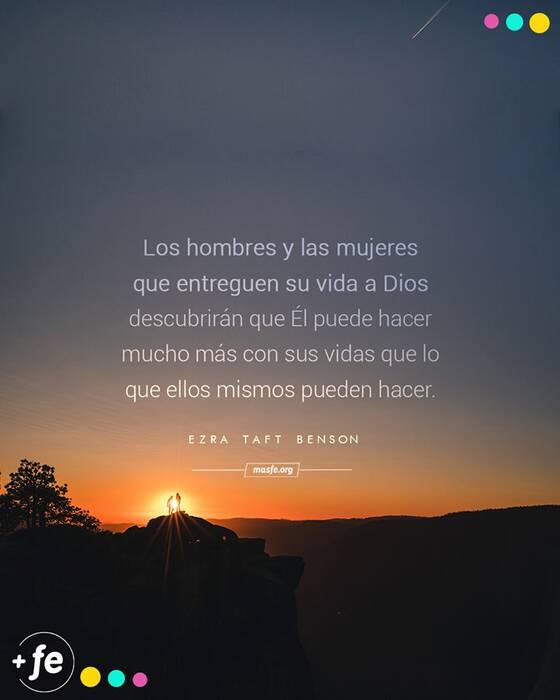 Los hombres y las mujeres
que entreguen su vida a Dios
descubrirán que Él puede hacer
mucho más con sus vidas que lo
que ellos mismos pueden hacer.
EZRA TAFT BENSON
masfe.org
+fe